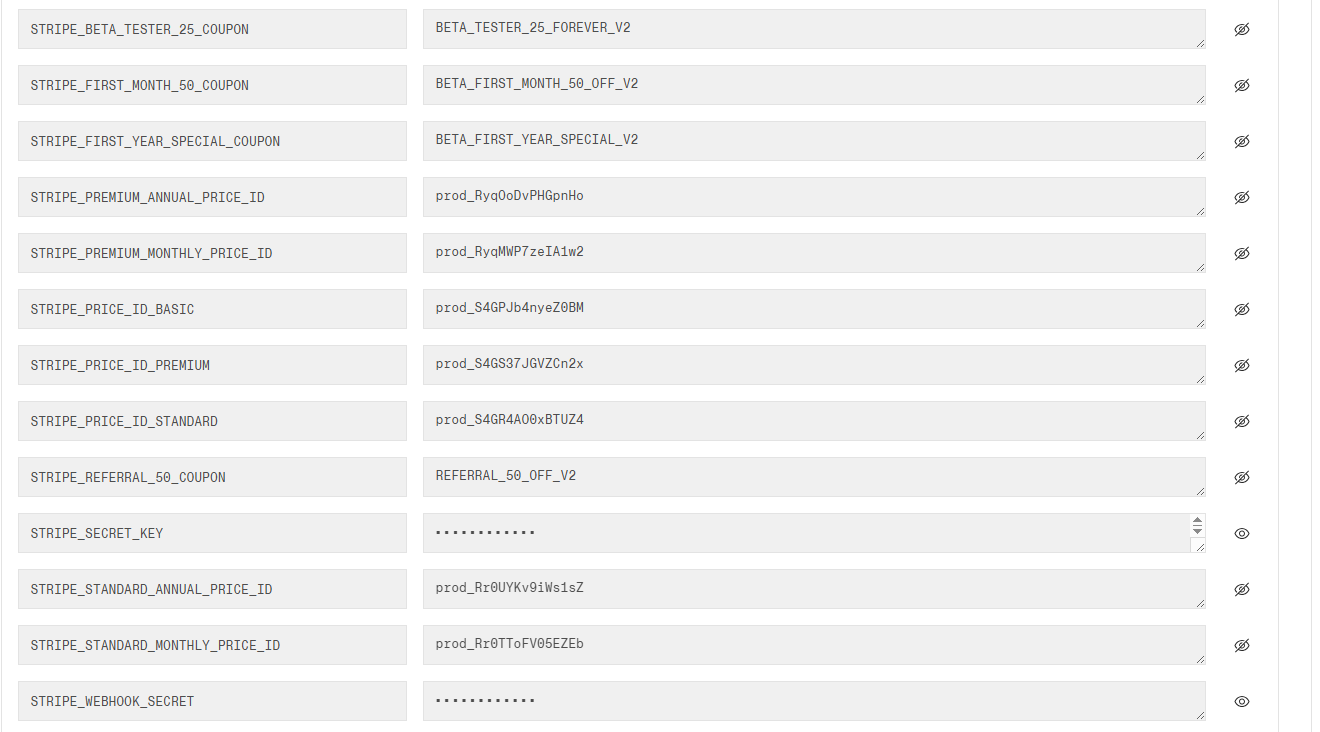 STRIPE_BETA_TESTER_25_COUPON BETA_TESTER_25_FOREVER_V2
STRIPE_FIRST_MONTH_50_COUPON BETA_FIRST_MONTH_50_OFF_V2
STRIPE_FIRST_YEAR_SPECIAL_COUPON BETA_FIRST_YEAR_SPECIAL_V2
STRIPE_PREMIUM_ANNUAL_PRICE_ID prod_RyqOoDvPHGpnHo
STRIPE_PREMIUM_MONTHLY_PRICE_ID prod_RyqMWP7zeIA1w2
STRIPE_PRICE_ID_BASIC prod_S4GPJb4nyeZ0BM
STRIPE_PRICE_ID_PREMIUM prod_S4GS37JGVZCn2x
STRIPE_PRICE_ID_STANDARD prod_S4GR4AO0xBTUZ4
STRIPE_REFERRAL_50_COUPON REFERRAL_50_OFF_V2
STRIPE_SECRET_KEY ••••••••••••
STRIPE_STANDARD_ANNUAL_PRICE_ID prod_Rr0UYKv9iWs1sZ
STRIPE_STANDARD_MONTHLY_PRICE_ID prod_Rr0TToFV05EZEb
STRIPE_WEBHOOK_SECRET ••••••••••••